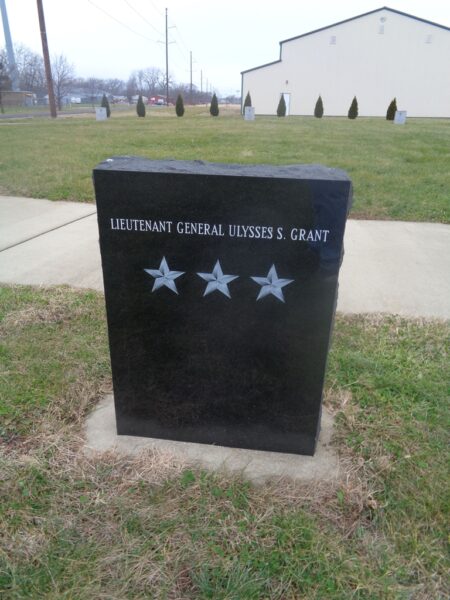 LIEUTENANT GENERAL ULYSSES S. GRANT